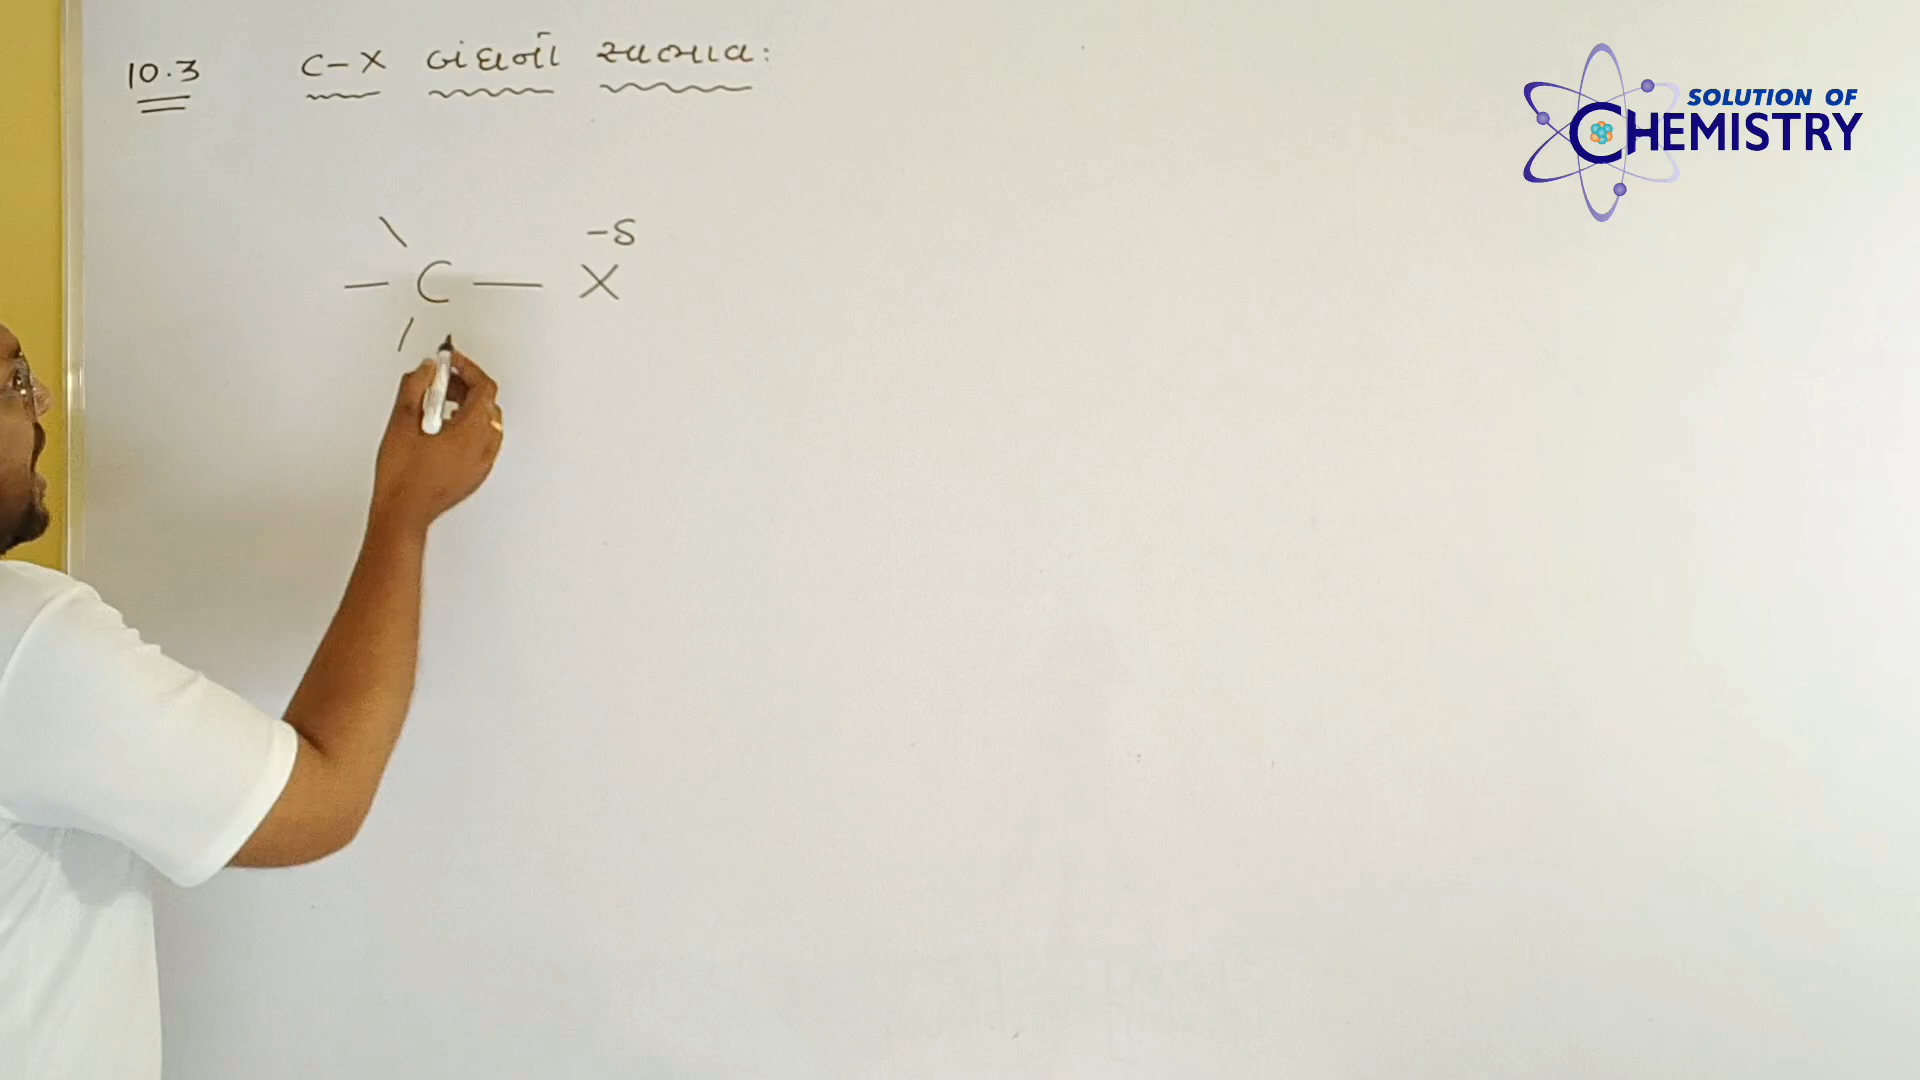 10.3 C-X બંધની સ્વભાવ:
-δ
C — X
SOLUTION OF
CHEMISTRY